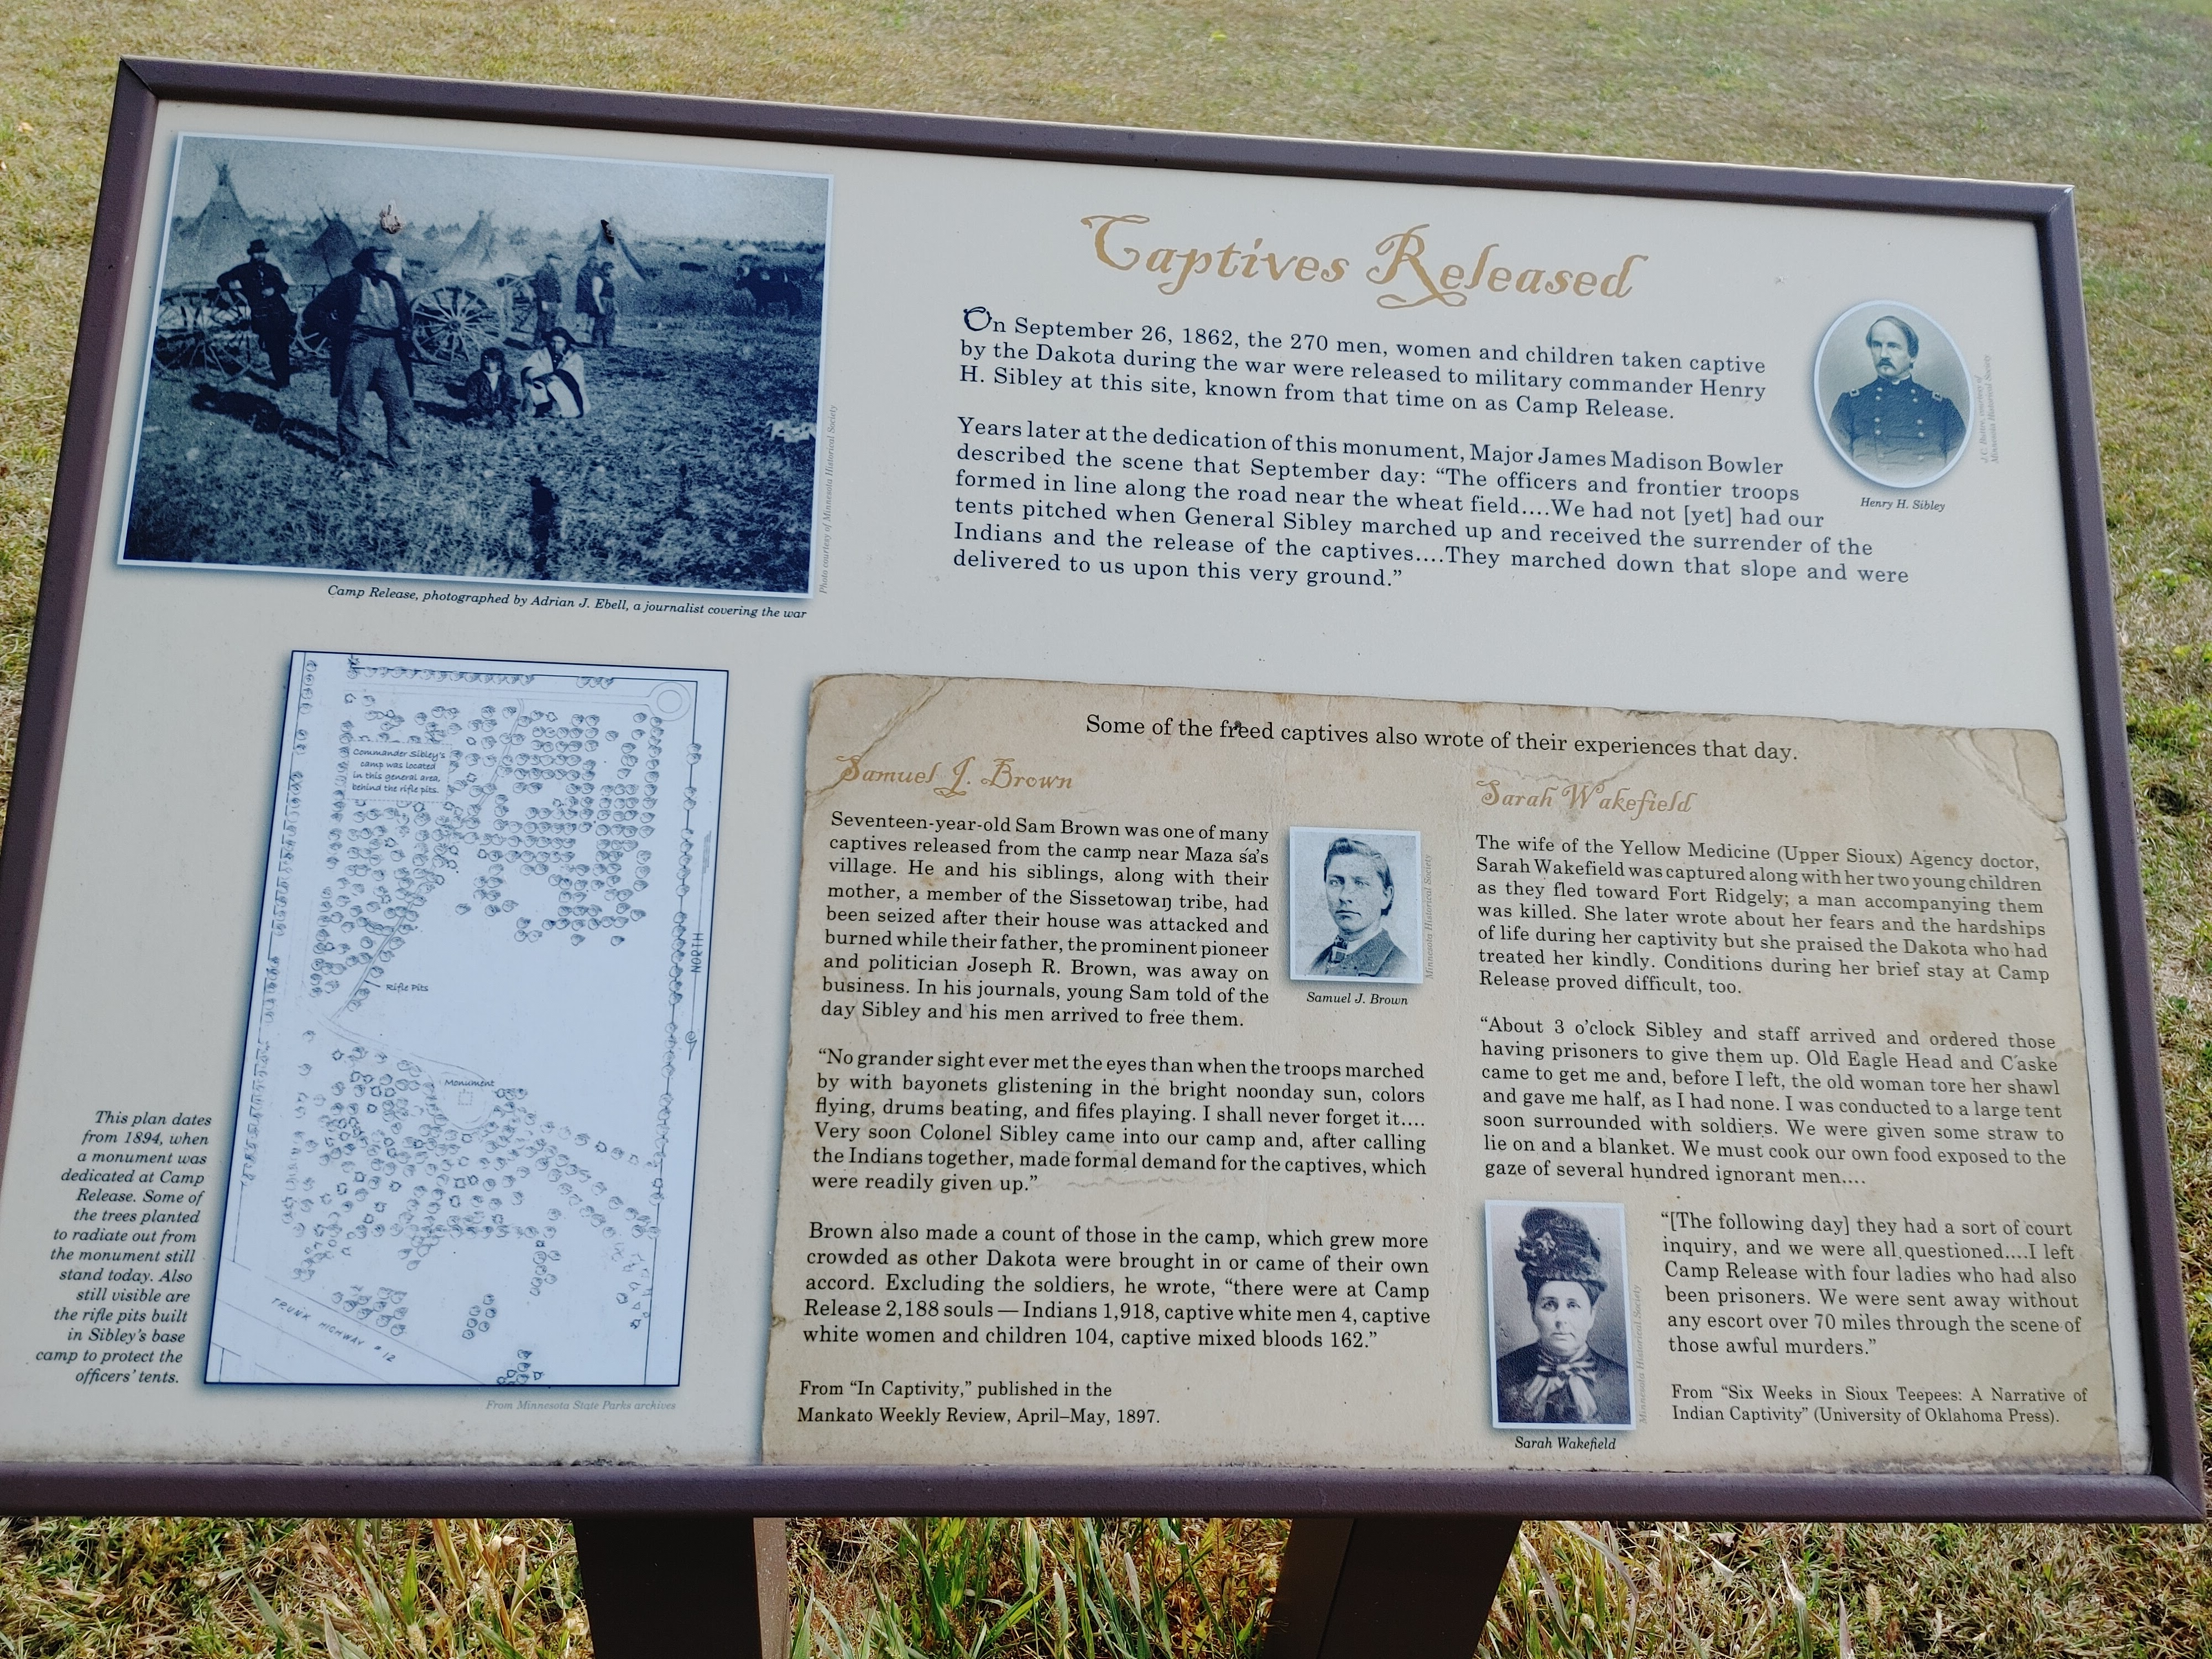 Captives Released
On September 26, 1862, the 270 men, women and children taken captive
by the Dakota during the war were released to military commander Henry
H. Sibley at this site, known from that time on as Camp Release.
Years later at the dedication of this monument, Major James Madison Bowler
described the scene that September day: “The officers and frontier troops
formed in line along the road near the wheat field....We had not [yet] had our
tents pitched when General Sibley marched up and received the surrender of the
Indians and the release of the captives....They marched down that slope and were
delivered to us upon this very ground.”
J.C. Buttre, courtesy of
Minnesota Historical Society
Henry H. Sibley
Photo courtesy of Minnesota Historical Society
Camp Release, photographed by Adrian J. Ebell, a journalist covering the war
Commander Sibley's
camp was located
in this general area,
behind the rifle pits.
NORTH
Rifle Pits
Monument
TRUNK HIGHWAY #12
From Minnesota State Parks archives
This plan dates
from 1894, when
a monument was
dedicated at Camp
Release. Some of
the trees planted
to radiate out from
the monument still
stand today. Also
still visible are
the rifle pits built
in Sibley's base
camp to protect the
officers' tents.
Some of the freed captives also wrote of their experiences that day.
Samuel J. Brown
Seventeen-year-old Sam Brown was one of many
captives released from the camp near Maza śa's
village. He and his siblings, along with their
mother, a member of the Sissetowaŋ tribe, had
been seized after their house was attacked and
burned while their father, the prominent pioneer
and politician Joseph R. Brown, was away on
business. In his journals, young Sam told of the
day Sibley and his men arrived to free them.
Minnesota Historical Society
Samuel J. Brown
“No grander sight ever met the eyes than when the troops marched
by with bayonets glistening in the bright noonday sun, colors
flying, drums beating, and fifes playing. I shall never forget it....
Very soon Colonel Sibley came into our camp and, after calling
the Indians together, made formal demand for the captives, which
were readily given up.”
Brown also made a count of those in the camp, which grew more
crowded as other Dakota were brought in or came of their own
accord. Excluding the soldiers, he wrote, “there were at Camp
Release 2,188 souls — Indians 1,918, captive white men 4, captive
white women and children 104, captive mixed bloods 162.”
From “In Captivity,” published in the
Mankato Weekly Review, April–May, 1897.
Sarah Wakefield
The wife of the Yellow Medicine (Upper Sioux) Agency doctor,
Sarah Wakefield was captured along with her two young children
as they fled toward Fort Ridgely; a man accompanying them
was killed. She later wrote about her fears and the hardships
of life during her captivity but she praised the Dakota who had
treated her kindly. Conditions during her brief stay at Camp
Release proved difficult, too.
“About 3 o'clock Sibley and staff arrived and ordered those
having prisoners to give them up. Old Eagle Head and C'aske
came to get me and, before I left, the old woman tore her shawl
and gave me half, as I had none. I was conducted to a large tent
soon surrounded with soldiers. We were given some straw to
lie on and a blanket. We must cook our own food exposed to the
gaze of several hundred ignorant men....
“[The following day] they had a sort of court
inquiry, and we were all questioned....I left
Camp Release with four ladies who had also
been prisoners. We were sent away without
any escort over 70 miles through the scene of
those awful murders.”
Minnesota Historical Society
Sarah Wakefield
From “Six Weeks in Sioux Teepees: A Narrative of
Indian Captivity” (University of Oklahoma Press).